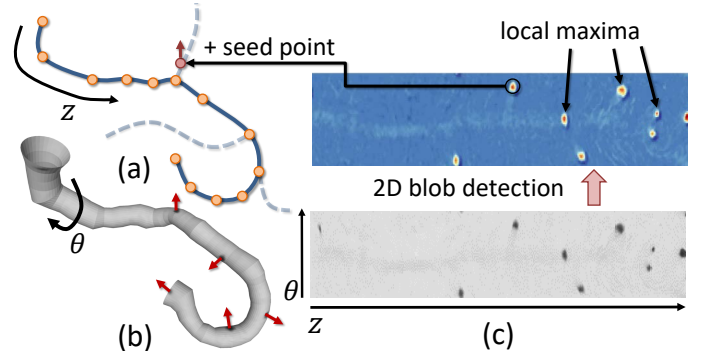 + seed point
local maxima
z
(a)
2D blob detection
θ
θ
(b)
z
(c)